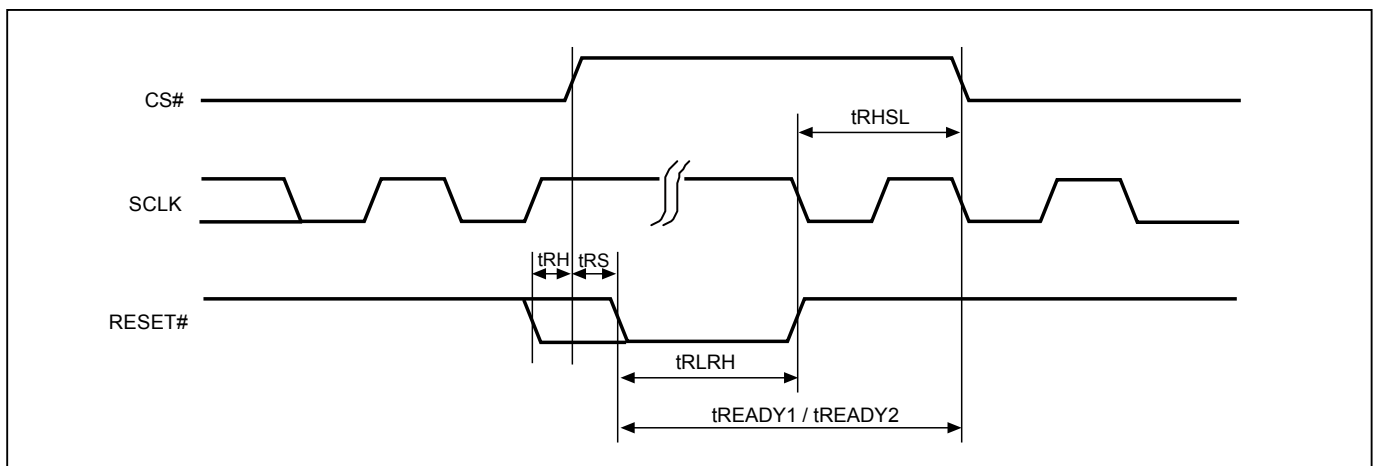 CS#
tRHSL
SCLK
tRH tRS
RESET#
tRLRH
tREADY1 / tREADY2